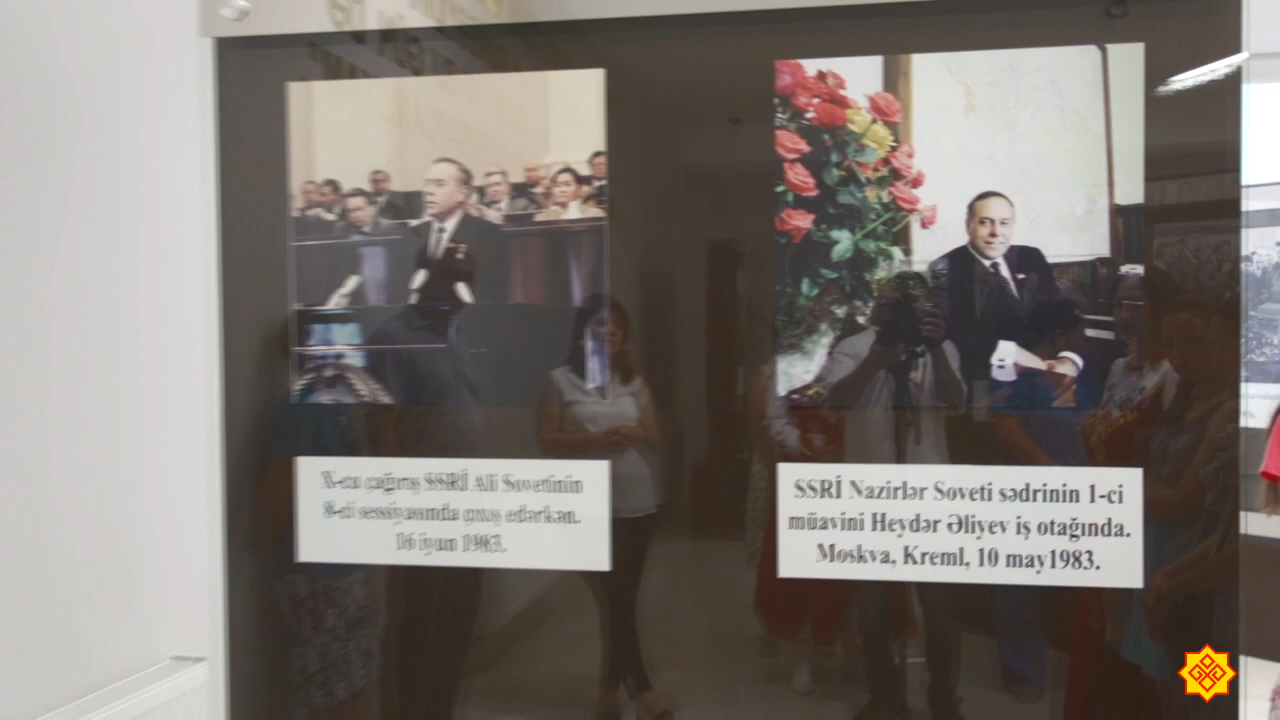 X-cu çağırış SSRİ Ali Sovetinin
8-ci sessiyasında çıxış edərkən.
16 iyun 1983.
SSRİ Nazirlər Soveti sədrinin 1-ci
müavini Heydər Əliyev iş otağında.
Moskva, Kreml, 10 may1983.